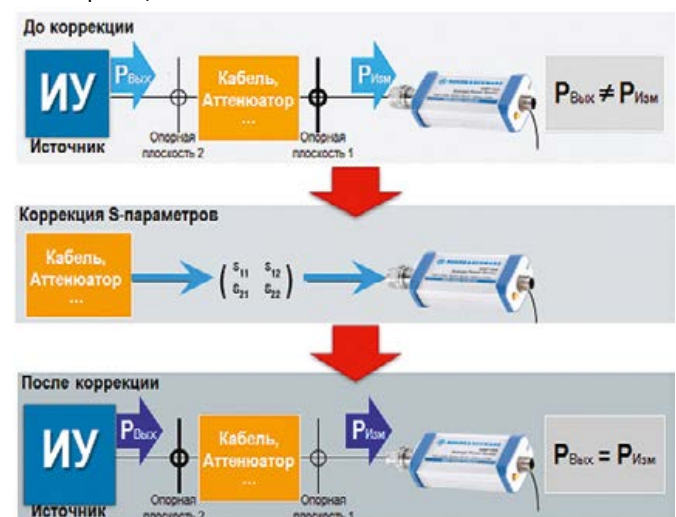 До коррекции
ИУ
Источник
PВых
Опорная
плоскость 2
Кабель,
Аттенюатор
...
Опорная
плоскость 1
PИзм
PВых ≠ PИзм
Коррекция S-параметров
Кабель,
Аттенюатор
...
S11 S12
S21 S22
После коррекции
ИУ
Источник
PВых
Опорная
плоскость 2
Кабель,
Аттенюатор
...
Опорная
плоскость 1
PИзм
PВых = PИзм